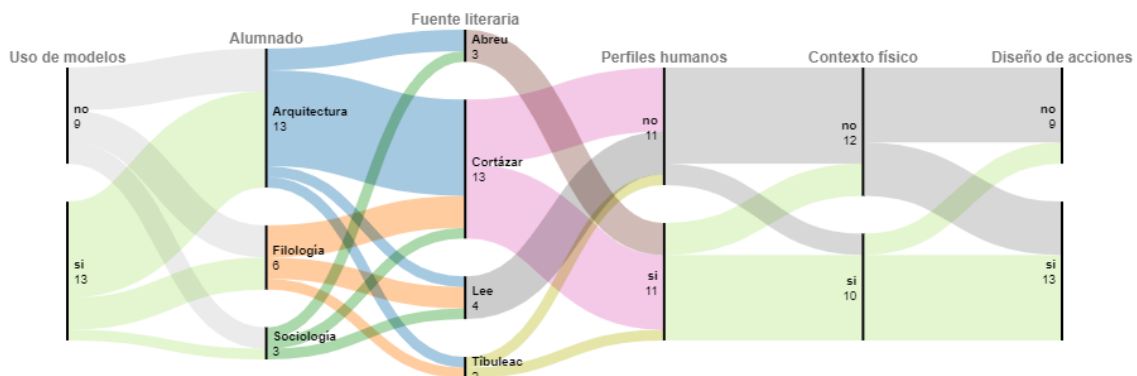 Uso de modelos
no
9
si
13
Alumnado
Arquitectura
13
Filología
6
Sociología
3
Fuente literaria
Abreu
3
Cortázar
13
Lee
4
Tibuleac
Perfiles humanos
no
11
si
11
Contexto físico
no
12
si
10
Diseño de acciones
no
9
si
13